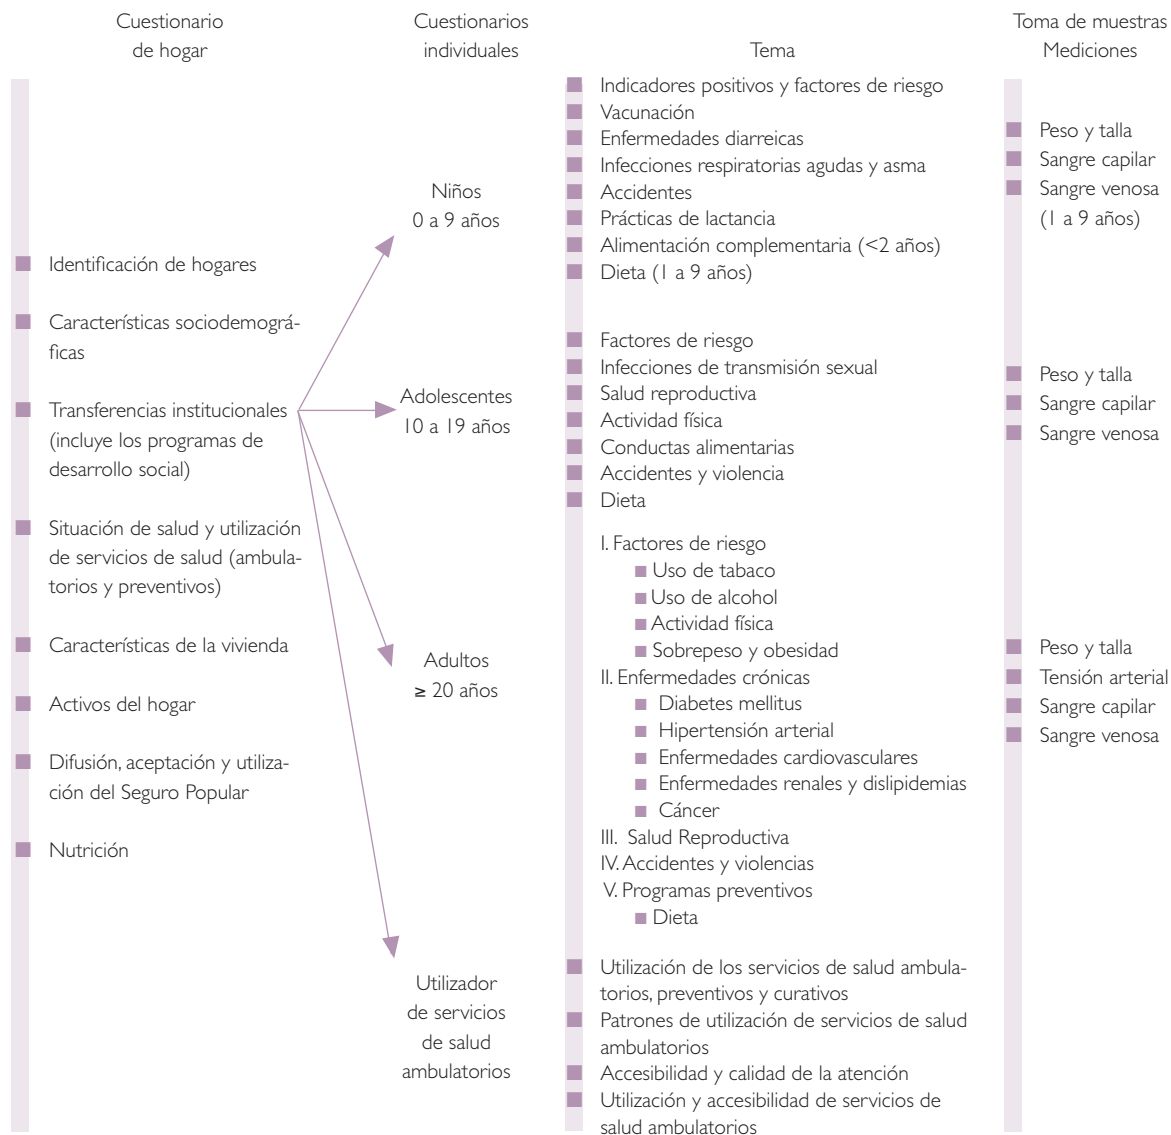 Cuestionario
de hogar
Identificación de hogares
Características sociodemográ-
ficas
Transferencias institucionales
(incluye los programas de
desarrollo social)
Situación de salud y utilización
de servicios de salud (ambula-
torios y preventivos)
Características de la vivienda
Activos del hogar
Difusión, aceptación y utiliza-
ción del Seguro Popular
Nutrición
Cuestionarios
individuales
Niños
0 a 9 años
Adolescentes
10 a 19 años
Adultos
≥ 20 años
Utilizador
de servicios
de salud
ambulatorios
Tema
Indicadores positivos y factores de riesgo
Vacunación
Enfermedades diarreicas
Infecciones respiratorias agudas y asma
Accidentes
Prácticas de lactancia
Alimentación complementaria (<2 años)
Dieta (1 a 9 años)
Factores de riesgo
Infecciones de transmisión sexual
Salud reproductiva
Actividad física
Conductas alimentarias
Accidentes y violencia
Dieta
I. Factores de riesgo
Uso de tabaco
Uso de alcohol
Actividad física
Sobrepeso y obesidad
II. Enfermedades crónicas
Diabetes mellitus
Hipertensión arterial
Enfermedades cardiovasculares
Enfermedades renales y dislipidemias
Cáncer
III. Salud Reproductiva
IV. Accidentes y violencias
V. Programas preventivos
Dieta
Utilización de los servicios de salud ambula-
torios, preventivos y curativos
Patrones de utilización de servicios de salud
ambulatorios
Accesibilidad y calidad de la atención
Utilización y accesibilidad de servicios de
salud ambulatorios
Toma de muestras
Mediciones
Peso y talla
Sangre capilar
Sangre venosa
(1 a 9 años)
Peso y talla
Sangre capilar
Sangre venosa
Peso y talla
Tensión arterial
Sangre capilar
Sangre venosa